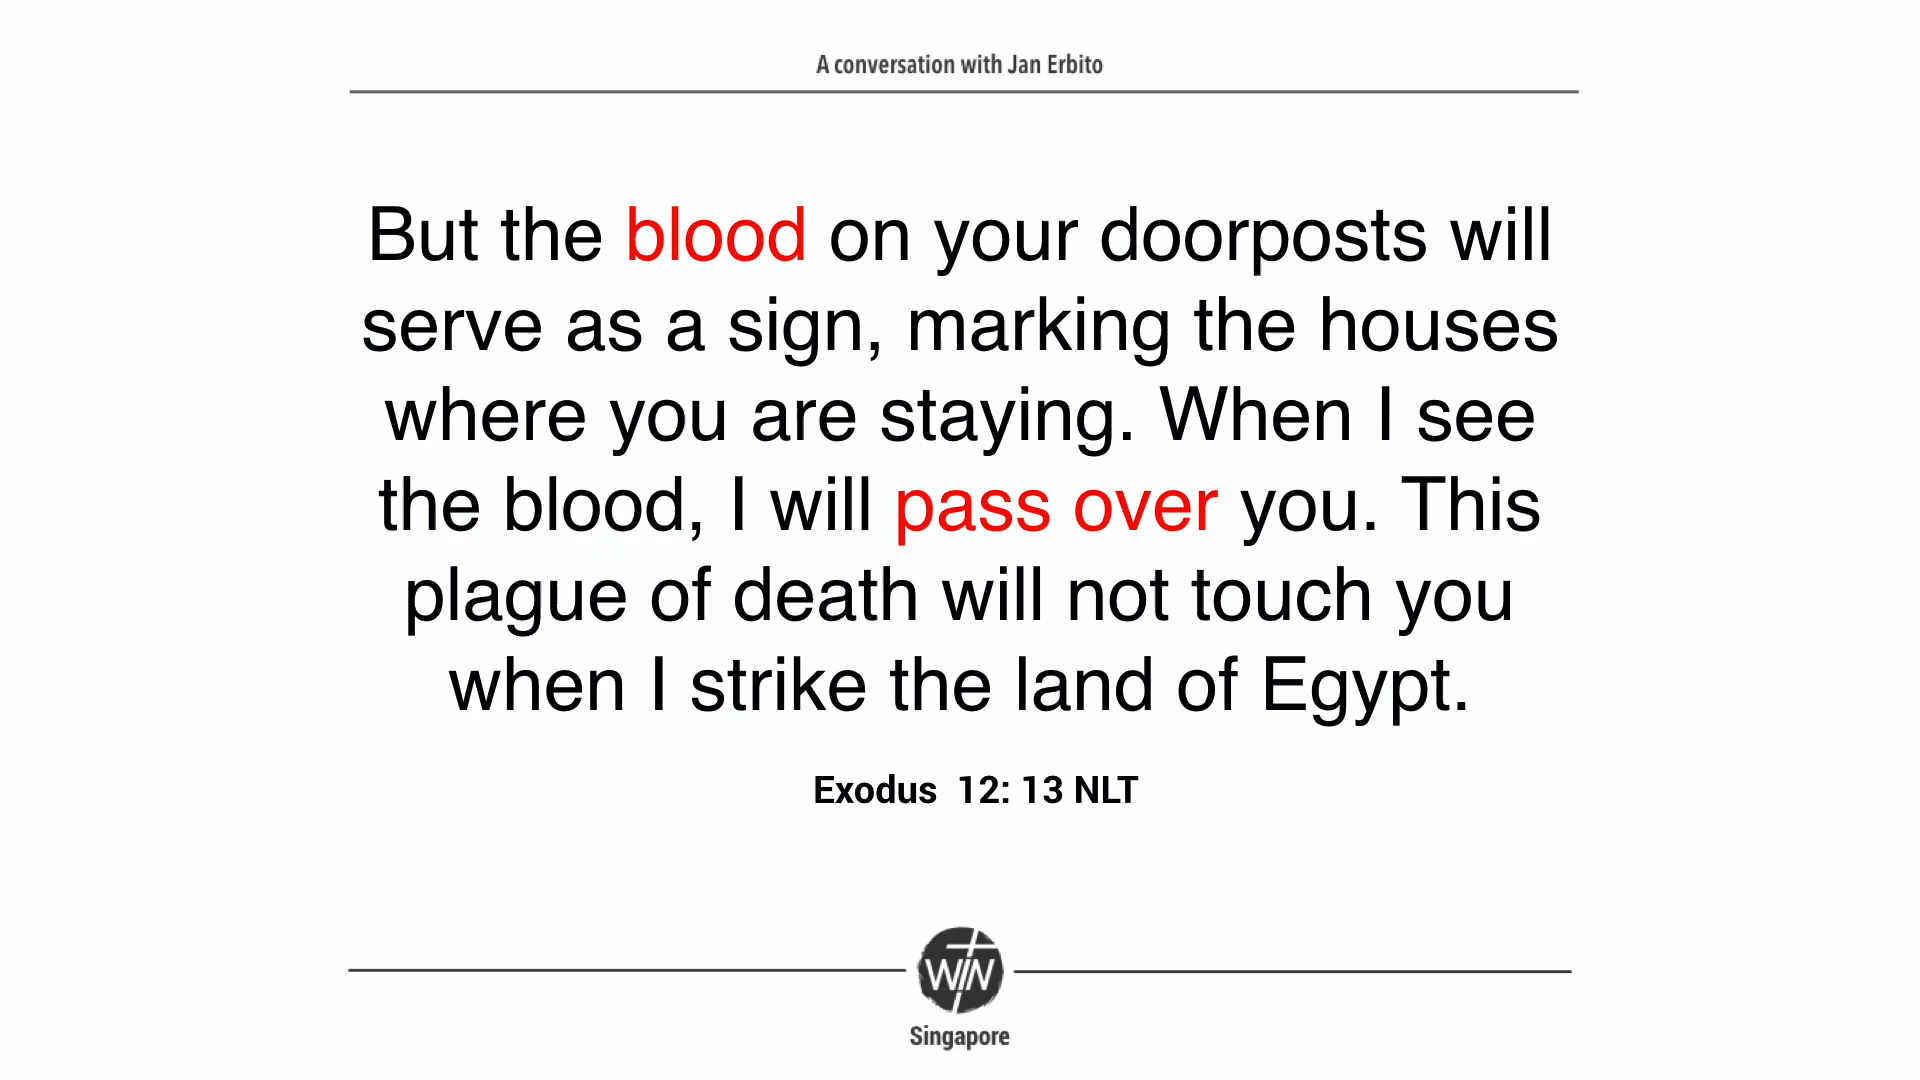 A conversation with Jan Erbito
But the blood on your doorposts will
serve as a sign, marking the houses
where you are staying. When I see
the blood, I will pass over you. This
plague of death will not touch you
when I strike the land of Egypt.
Exodus  12: 13 NLT
WIN
Singapore